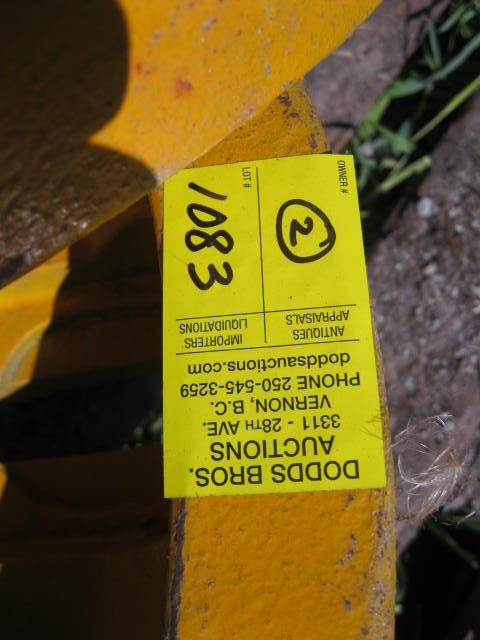 DODDS BROS.
AUCTIONS
3311 - 28TH AVE.
VERNON, B.C.
PHONE 250-545-3259
doddsauctions.com
ANTIQUES IMPORTERS
APPRAISALS LIQUIDATIONS
OWNER #
2
LOT #
1083